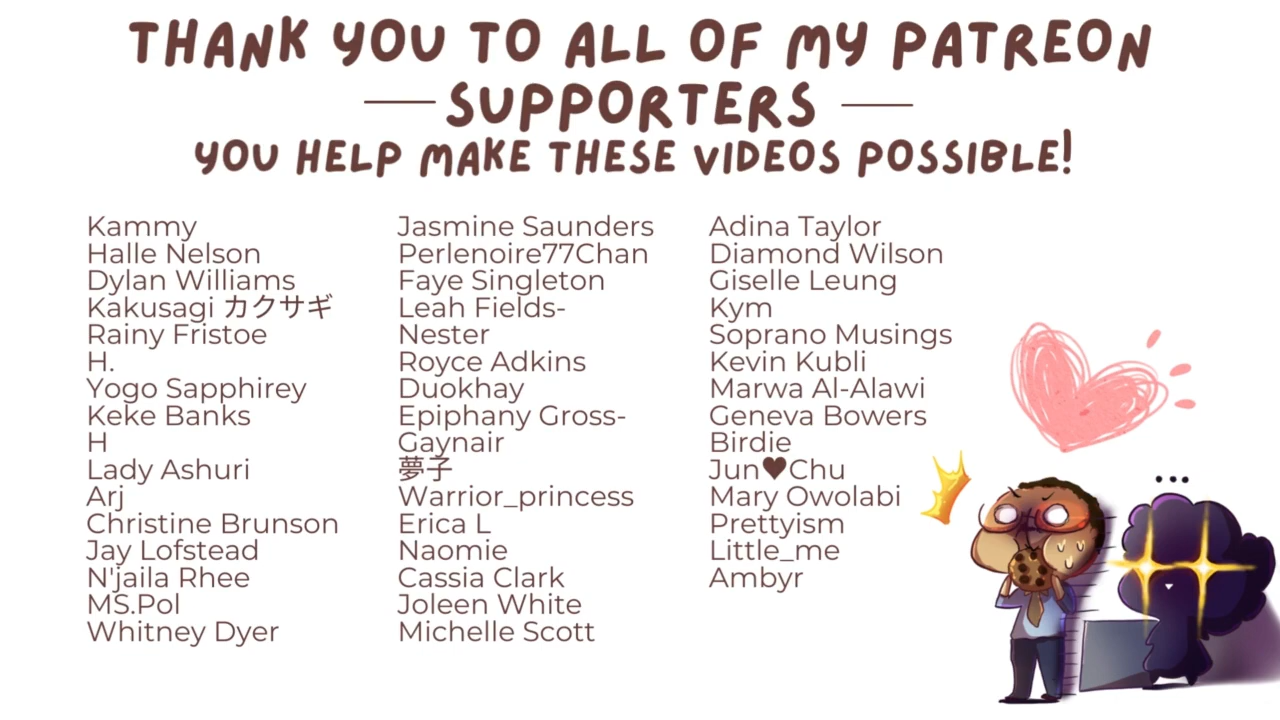 THANK YOU TO ALL OF MY PATREON
SUPPORTERS
YOU HELP MAKE THESE VIDEOS POSSIBLE!
Kammy
Halle Nelson
Dylan Williams
Kakusagi カクサギ
Rainy Fristoe
H.
Yogo Sapphirey
Keke Banks
H
Lady Ashuri
Arj
Christine Brunson
Jay Lofstead
N'jaila Rhee
MS.Pol
Whitney Dyer
Jasmine Saunders
Perlenoire77Chan
Faye Singleton
Leah Fields-
Nester
Royce Adkins
Duokhay
Epiphany Gross-
Gaynair
夢子
Warrior_princess
Erica L
Naomie
Cassia Clark
Joleen White
Michelle Scott
Adina Taylor
Diamond Wilson
Giselle Leung
Kym
Soprano Musings
Kevin Kubli
Marwa Al-Alawi
Geneva Bowers
Birdie
Jun♥Chu
Mary Owolabi
Prettyism
Little_me
Ambyr
...